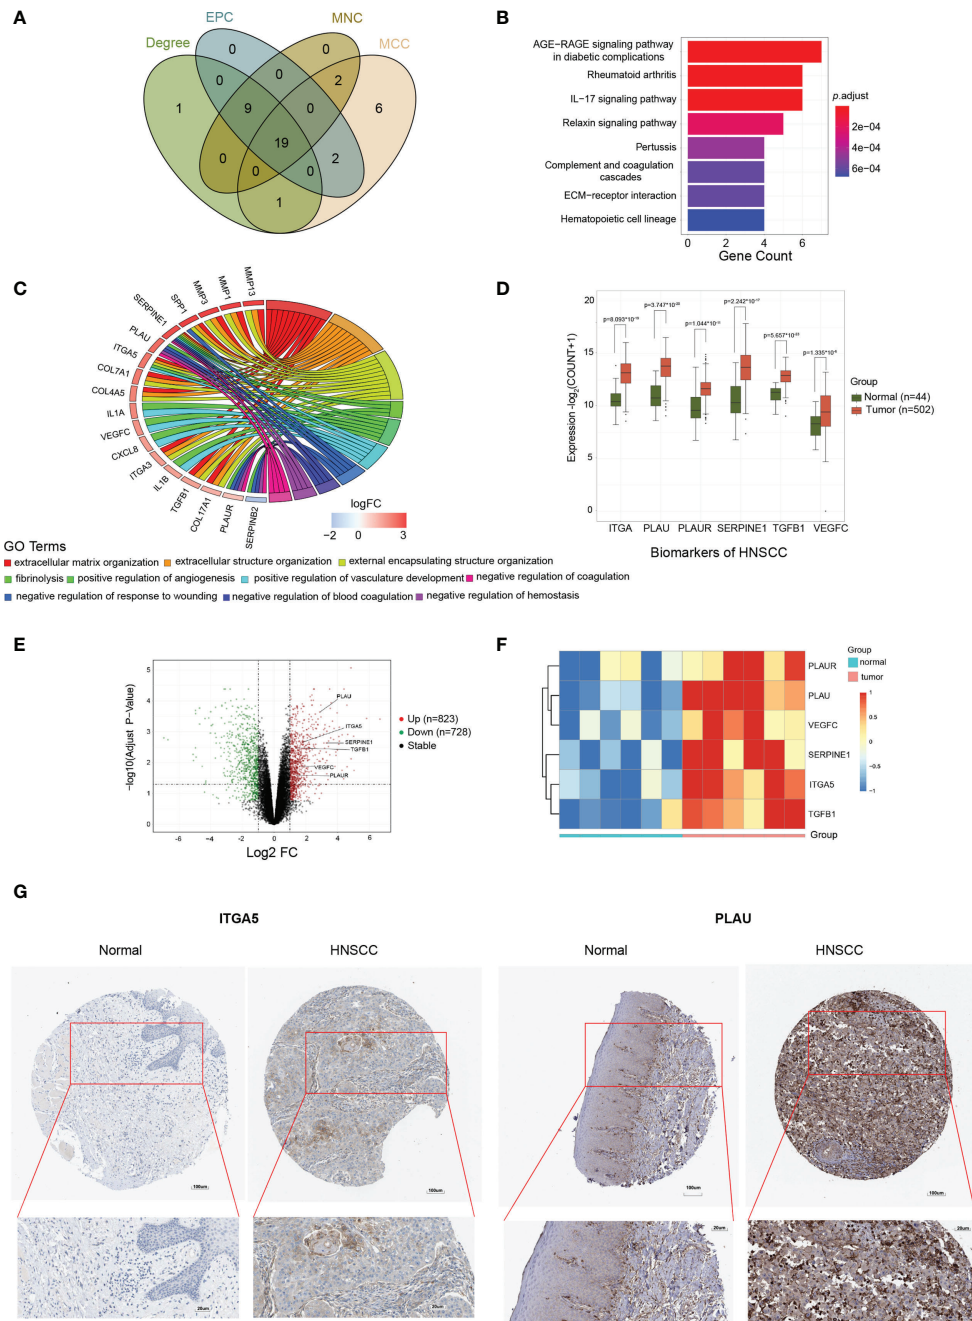 A
EPC
MNC
Degree
MCC
0
0
1
0
0
2
6
9
0
19
0
2
0
0
1
B
AGE-RAGE signaling pathway
in diabetic complications
Rheumatoid arthritis
IL-17 signaling pathway
Relaxin signaling pathway
Pertussis
Complement and coagulation
cascades
ECM-receptor interaction
Hematopoietic cell lineage
0 2 4 6
Gene Count
p.adjust
2e-04
4e-04
6e-04
C
MMP13
MMP1
MMP3
SPP1
SERPINE1
PLAU
ITGA5
COL7A1
COL4A5
IL1A
VEGFC
CXCL8
ITGA3
IL1B
TGFB1
COL17A1
PLAUR
SERPINB2
logFC
−2 0 3
GO Terms
extracellular matrix organization extracellular structure organization external encapsulating structure organization
fibrinolysis positive regulation of angiogenesis positive regulation of vasculature development negative regulation of coagulation
negative regulation of response to wounding negative regulation of blood coagulation negative regulation of hemostasis
D
Expression -log2(COUNT+1)
20
15
10
5
0
ITGA PLAU PLAUR SERPINE1 TGFB1 VEGFC
Biomarkers of HNSCC
Group
Normal (n=44)
Tumor (n=502)
E
−log10(Adjust P-Value)
5
4
3
2
1
0
PLAU
ITGA5
SERPINE1
TGFB1
VEGFC
PLAUR
−6 −4 −2 0 2 4 6
Log2 FC
Up (n=823)
Down (n=728)
Stable
F
PLAUR
PLAU
VEGFC
SERPINE1
ITGA5
TGFB1
Group
Group
normal
tumor
1
0.5
0
−0.5
−1
G
ITGA5
PLAU
Normal
HNSCC
Normal
HNSCC
100um
100um
100um
100um
20um
20um
20um
20um